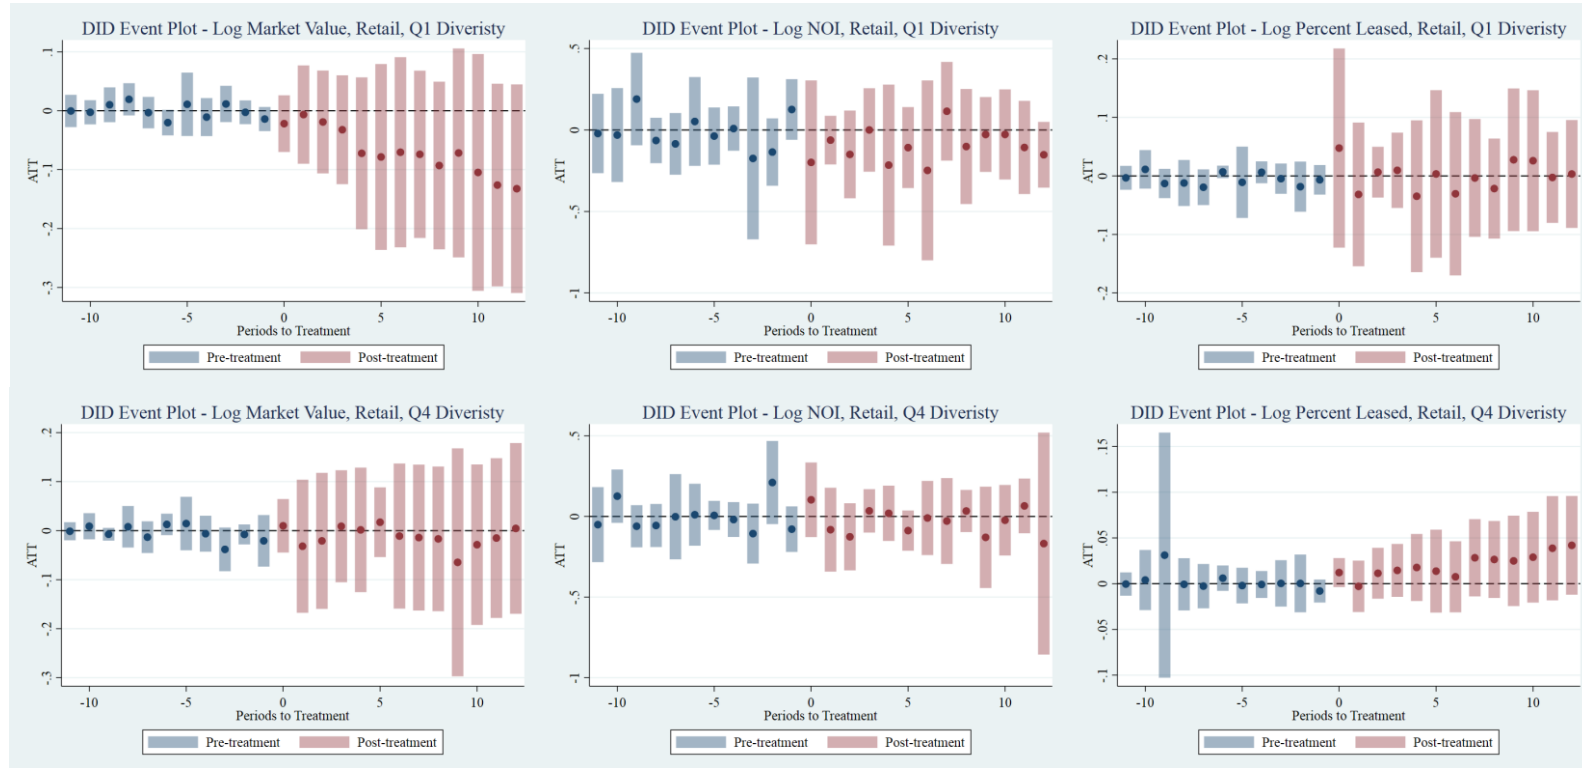 DID Event Plot - Log Market Value, Retail, Q1 Diveristy
.1
0
-.1
-.2
-.3
ATT
-10
-5
0
5
10
Periods to Treatment
Pre-treatment
Post-treatment
DID Event Plot - Log NOI, Retail, Q1 Diveristy
.5
0
-.5
-1
ATT
-10
-5
0
5
10
Periods to Treatment
Pre-treatment
Post-treatment
DID Event Plot - Log Percent Leased, Retail, Q1 Diveristy
.2
.1
0
-.1
-.2
ATT
-10
-5
0
5
10
Periods to Treatment
Pre-treatment
Post-treatment
DID Event Plot - Log Market Value, Retail, Q4 Diveristy
.2
.1
0
-.1
-.2
-.3
ATT
-10
-5
0
5
10
Periods to Treatment
Pre-treatment
Post-treatment
DID Event Plot - Log NOI, Retail, Q4 Diveristy
.5
0
-.5
-1
ATT
-10
-5
0
5
10
Periods to Treatment
Pre-treatment
Post-treatment
DID Event Plot - Log Percent Leased, Retail, Q4 Diveristy
.15
.1
.05
0
-.05
-.1
ATT
-10
-5
0
5
10
Periods to Treatment
Pre-treatment
Post-treatment